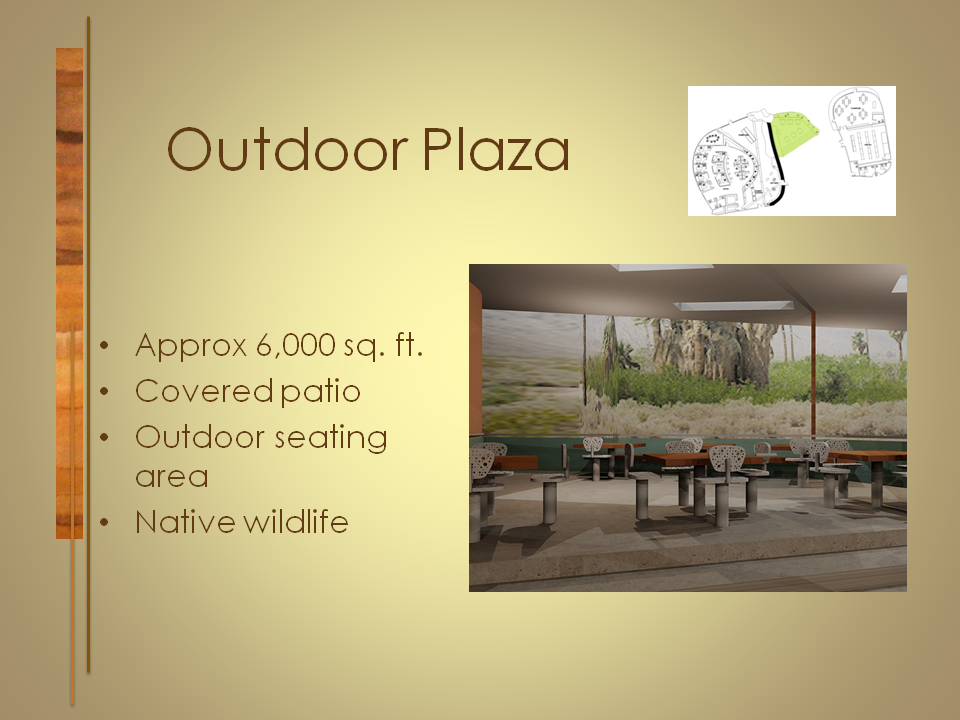 Outdoor Plaza
• Approx 6,000 sq. ft.
• Covered patio
• Outdoor seating
area
• Native wildlife